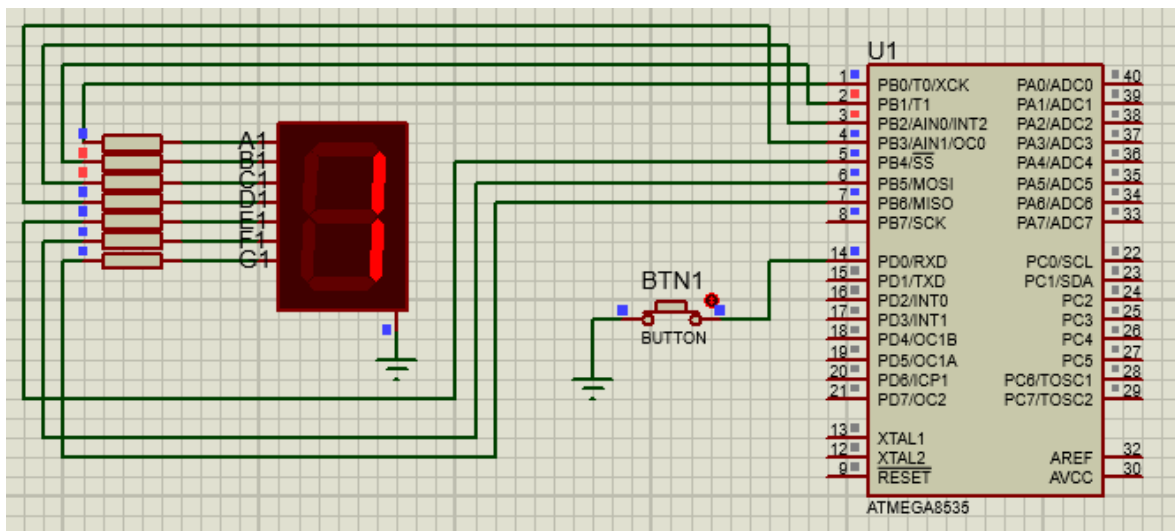 U1
1 PB0/T0/XCK PA0/ADC0 40
2 PB1/T1 PA1/ADC1 39
3 PB2/AIN0/INT2 PA2/ADC2 38
4 PB3/AIN1/OC0 PA3/ADC3 37
5 PB4/SS PA4/ADC4 36
6 PB5/MOSI PA5/ADC5 35
7 PB6/MISO PA6/ADC6 34
8 PB7/SCK PA7/ADC7 33
A1
B1
C1
D1
E1
F1
G1
14 PD0/RXD PC0/SCL 22
15 PD1/TXD PC1/SDA 23
16 PD2/INT0 PC2 24
17 PD3/INT1 PC3 25
18 PD4/OC1B PC4 26
19 PD5/OC1A PC5 27
20 PD6/ICP1 PC6/TOSC1 28
21 PD7/OC2 PC7/TOSC2 29
BTN1
BUTTON
13 XTAL1
12 XTAL2 AREF 32
9 RESET AVCC 30
ATMEGA8535